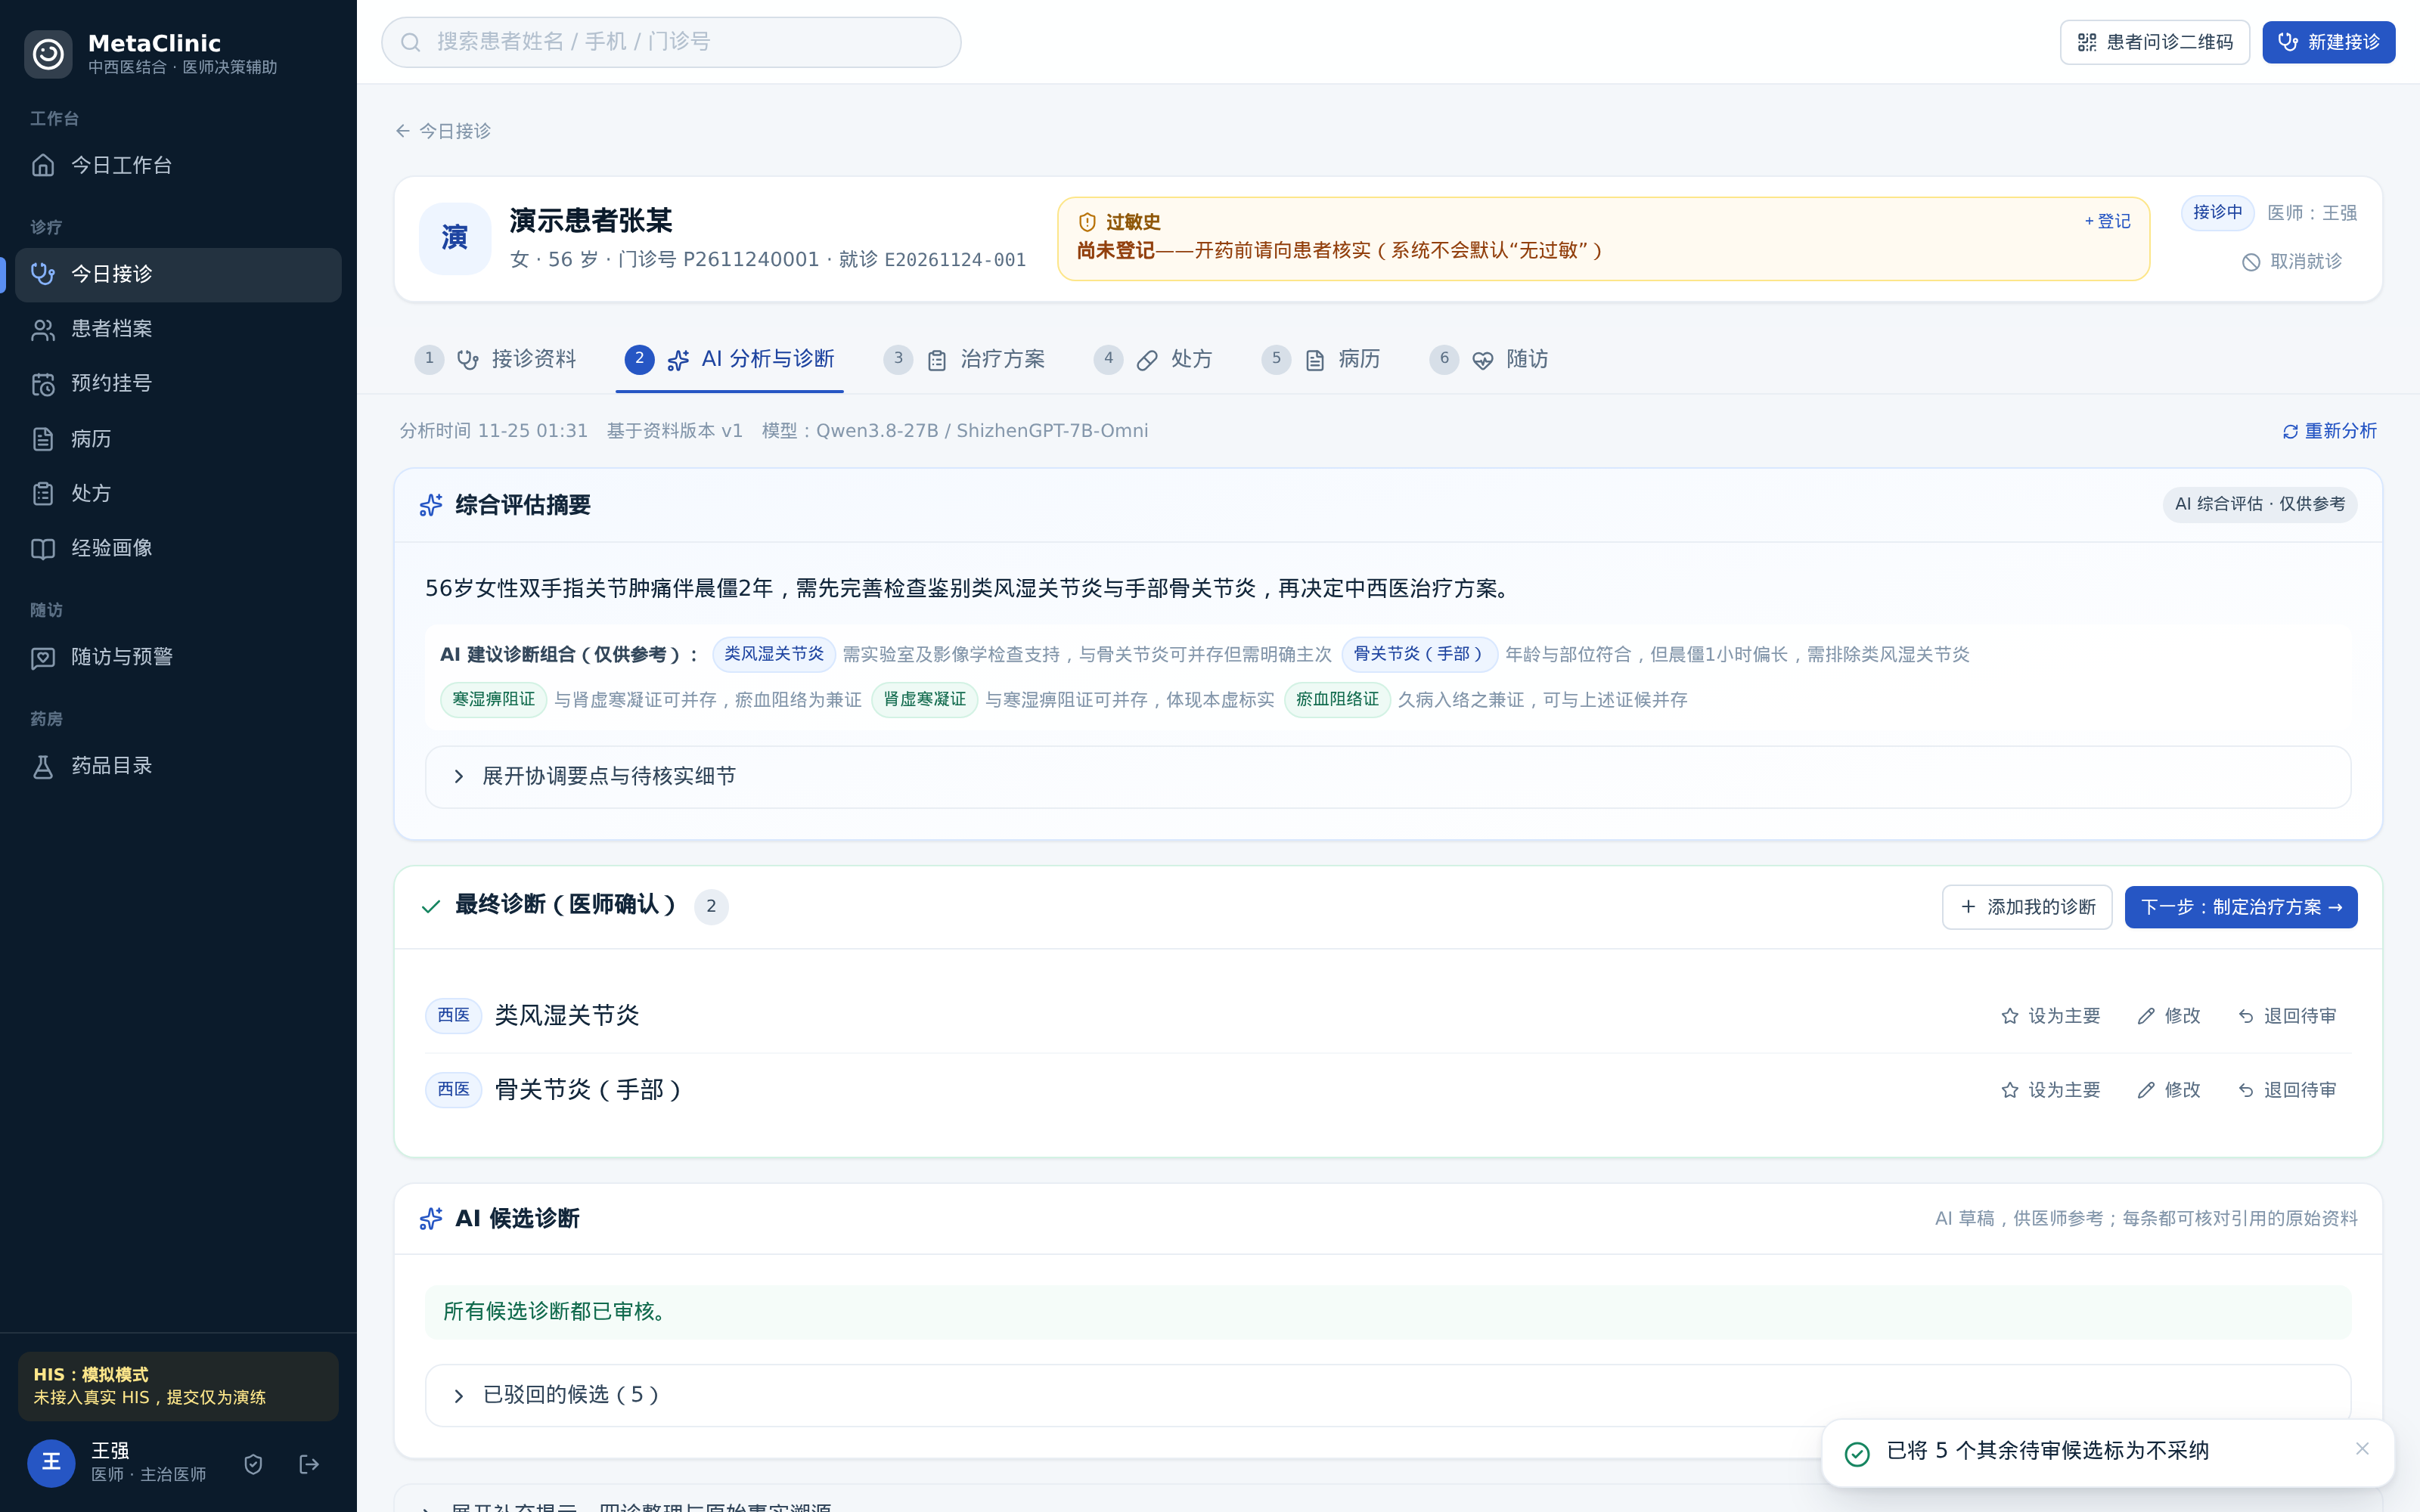 MetaClinic
中西医结合 · 医师决策辅助
工作台
今日工作台
诊疗
今日接诊
患者档案
预约挂号
病历
处方
经验画像
随访
随访与预警
药房
药品目录
HIS：模拟模式
未接入真实 HIS，提交仅为演练
王
王强
医师 · 主治医师
搜索患者姓名 / 手机 / 门诊号
患者问诊二维码
新建接诊
今日接诊
演
演示患者张某
女 · 56 岁 · 门诊号 P2611240001 · 就诊 E20261124-001
过敏史
+ 登记
尚未登记——开药前请向患者核实（系统不会默认“无过敏”）
接诊中
医师：王强
取消就诊
1 接诊资料
2 AI 分析与诊断
3 治疗方案
4 处方
5 病历
6 随访
分析时间 11-25 01:31 基于资料版本 v1 模型：Qwen3.8-27B / ShizhenGPT-7B-Omni
重新分析
综合评估摘要
AI 综合评估 · 仅供参考
56岁女性双手指关节肿痛伴晨僵2年，需先完善检查鉴别类风湿关节炎与手部骨关节炎，再决定中西医治疗方案。
AI 建议诊断组合（仅供参考）： 类风湿关节炎 需实验室及影像学检查支持，与骨关节炎可并存但需明确主次 骨关节炎（手部） 年龄与部位符合，但晨僵1小时偏长，需排除类风湿关节炎
寒湿痹阻证 与肾虚寒凝证可并存，瘀血阻络为兼证 肾虚寒凝证 与寒湿痹阻证可并存，体现本虚标实 瘀血阻络证 久病入络之兼证，可与上述证候并存
展开协调要点与待核实细节
最终诊断（医师确认） 2
添加我的诊断
下一步：制定治疗方案 →
西医 类风湿关节炎
设为主要 修改 退回待审
西医 骨关节炎（手部）
设为主要 修改 退回待审
AI 候选诊断
AI 草稿，供医师参考；每条都可核对引用的原始资料
所有候选诊断都已审核。
已驳回的候选（5）
已将 5 个其余待审候选标为不采纳